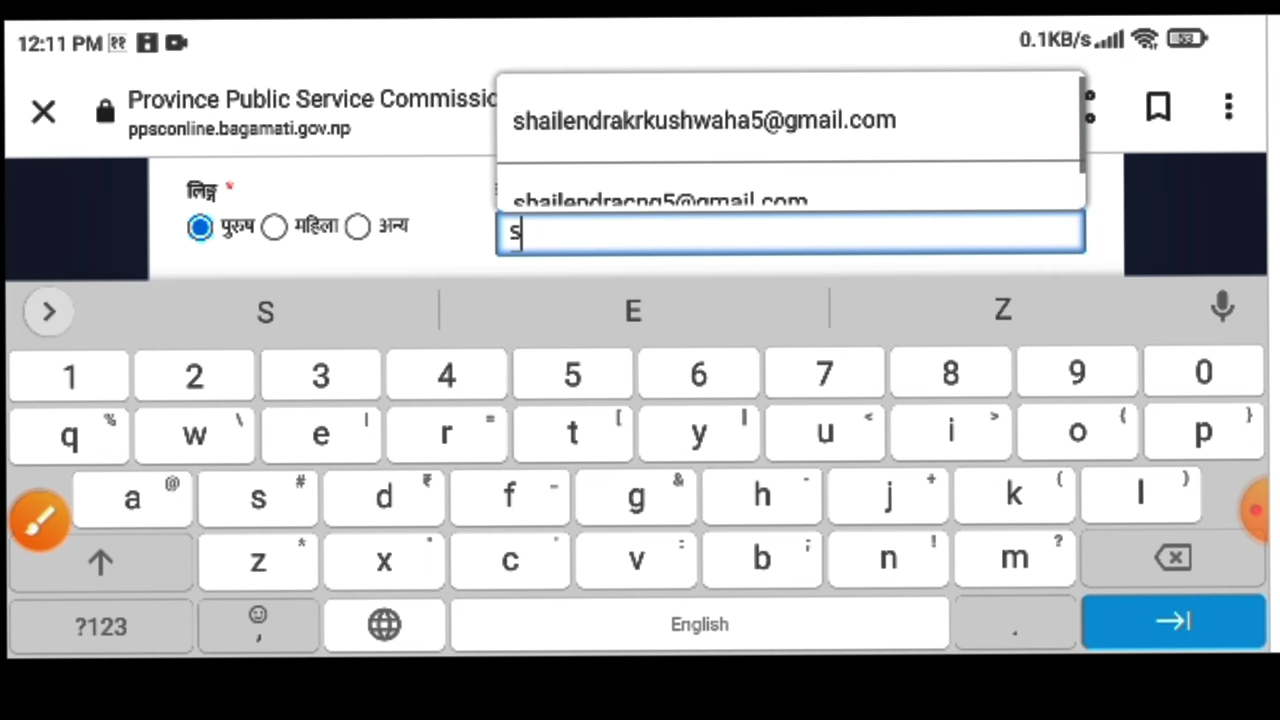 12:11 PM
0.1KB/s
53
Province Public Service Commissio
ppsconline.bagamati.gov.np
shailendrakrkushwaha5@gmail.com
shailendracng5@gmail.com
लिङ्ग *
पुरुष महिला अन्य
s
S E Z
1 2 3 4 5 6 7 8 9 0
% \ | = [ ] < > { }
q w e r t y u i o p
@ # ₹ _ & - + ( )
a s d f g h j k l
* " ' : ; ! ?
z x c v b n m
?123 , English .